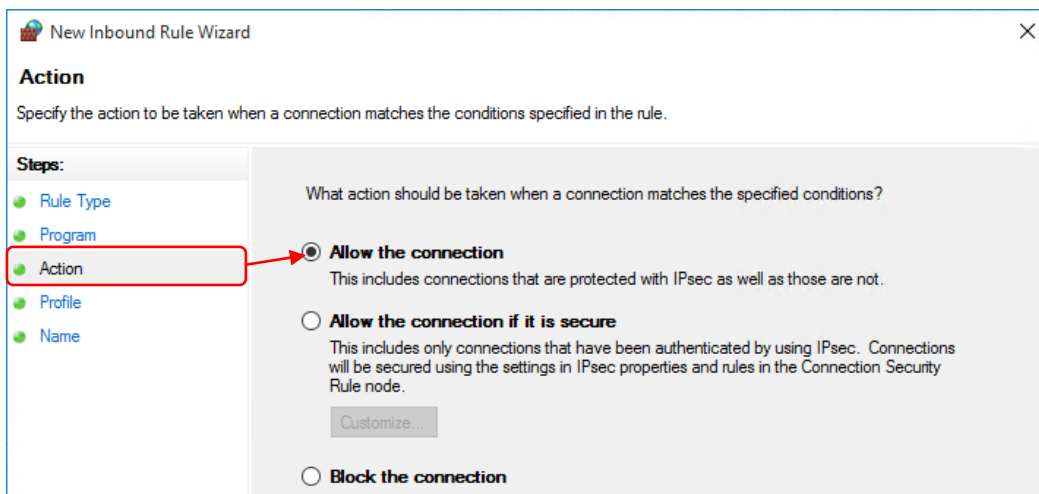 New Inbound Rule Wizard
Action
Specify the action to be taken when a connection matches the conditions specified in the rule.
Steps:
Rule Type
Program
Action
Profile
Name
What action should be taken when a connection matches the specified conditions?
Allow the connection
This includes connections that are protected with IPsec as well as those are not.
Allow the connection if it is secure
This includes only connections that have been authenticated by using IPsec. Connections
will be secured using the settings in IPsec properties and rules in the Connection Security
Rule node.
Customize...
Block the connection